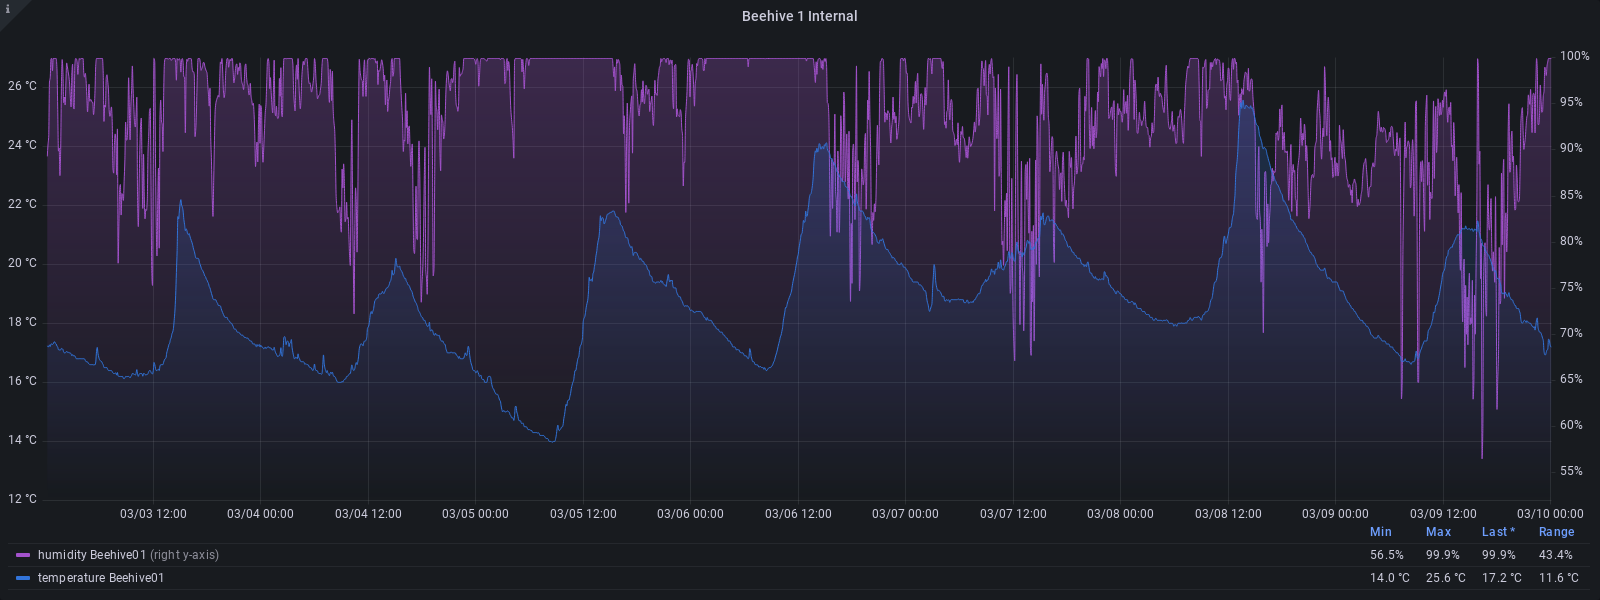 i
Beehive 1 Internal
26 °C
24 °C
22 °C
20 °C
18 °C
16 °C
14 °C
12 °C
100%
95%
90%
85%
80%
75%
70%
65%
60%
55%
03/03 12:00 03/04 00:00 03/04 12:00 03/05 00:00 03/05 12:00 03/06 00:00 03/06 12:00 03/07 00:00 03/07 12:00 03/08 00:00 03/08 12:00 03/09 00:00 03/09 12:00 03/10 00:00
Min Max Last * Range
humidity Beehive01 (right y-axis) 56.5% 99.9% 99.9% 43.4%
temperature Beehive01 14.0 °C 25.6 °C 17.2 °C 11.6 °C